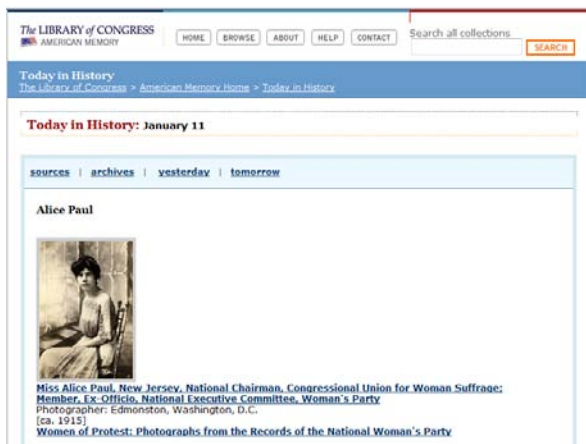 The LIBRARY of CONGRESS
AMERICAN MEMORY
HOME BROWSE ABOUT HELP CONTACT
Search all collections
SEARCH
Today in History
The Library of Congress > American Memory Home > Today in History
Today in History: January 11
sources | archives | yesterday | tomorrow
Alice Paul
Miss Alice Paul, New Jersey, National Chairman, Congressional Union for Woman Suffrage;
Member, Ex-Officio, National Executive Committee, Woman's Party
Photographer: Edmonston, Washington, D.C.
[ca. 1915]
Women of Protest: Photographs from the Records of the National Woman's Party